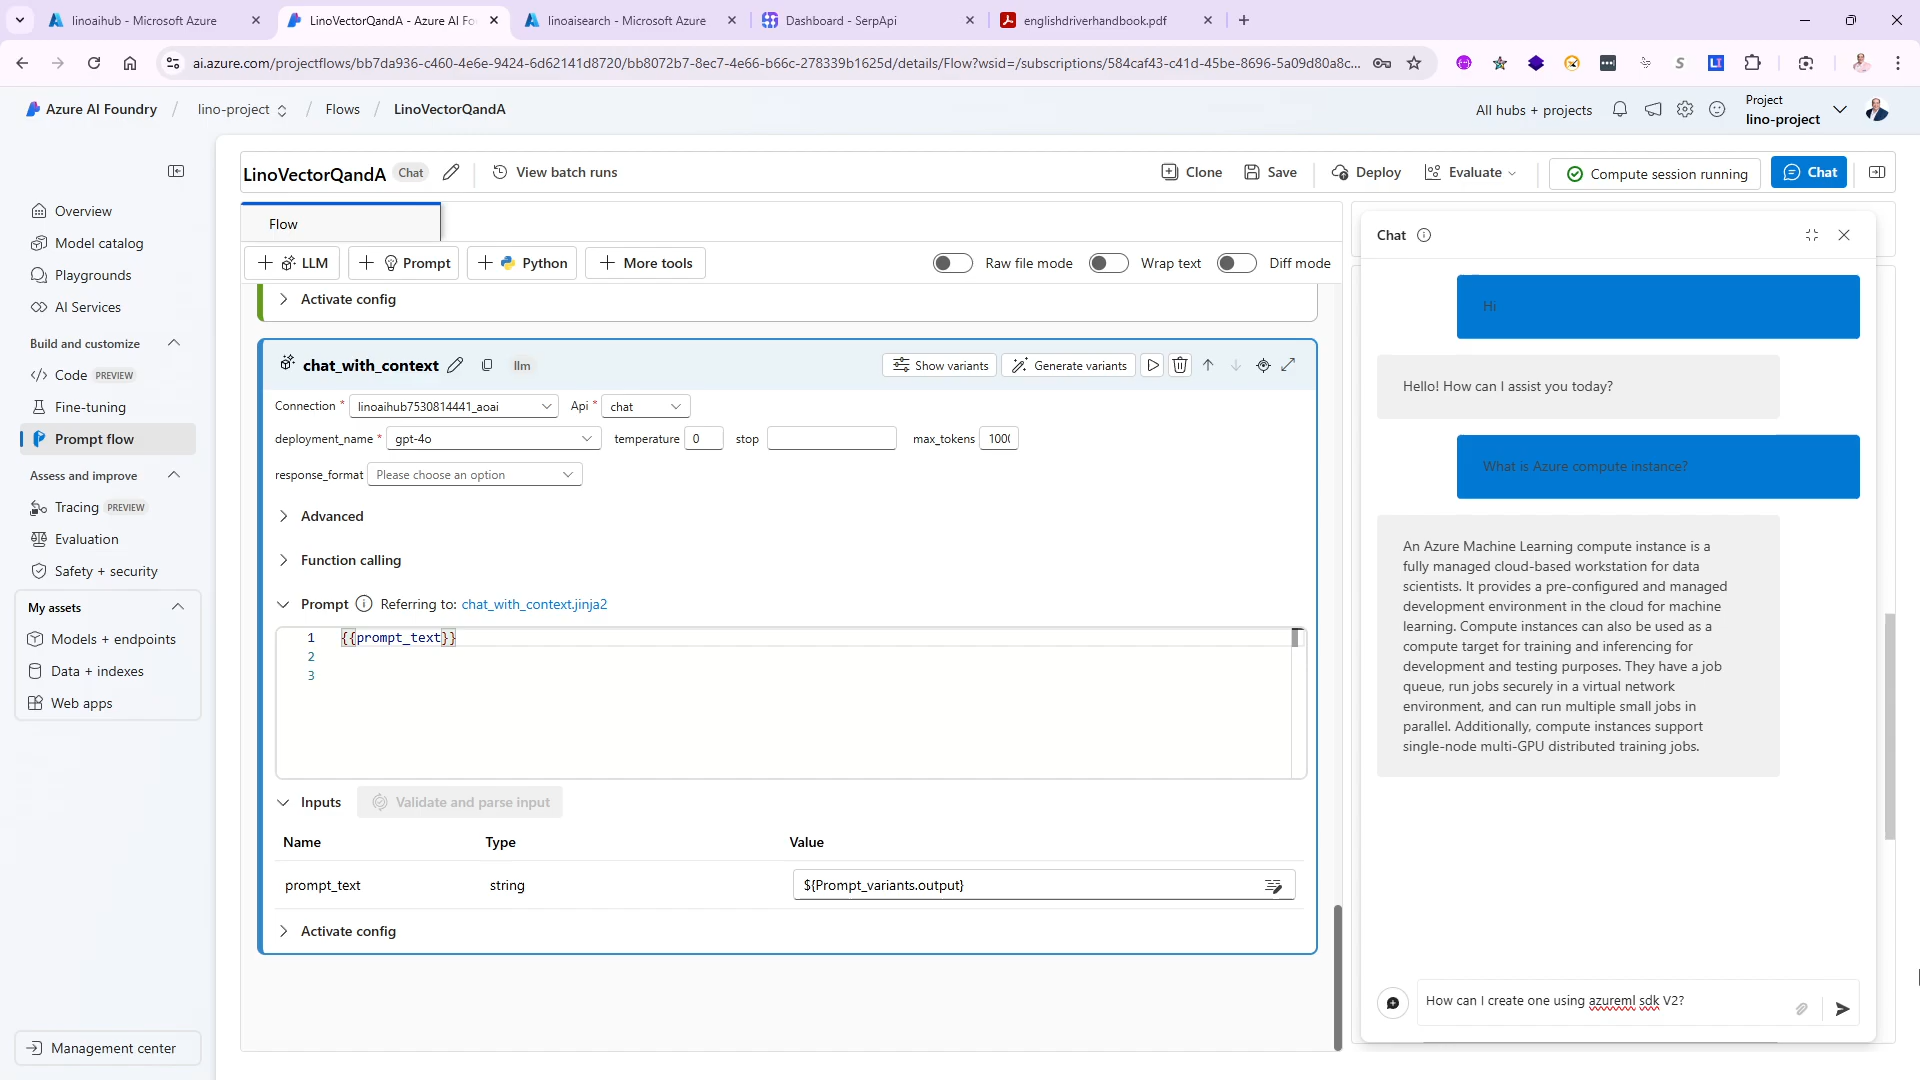 linoaihub - Microsoft Azure
LinoVectorQandA - Azure AI Fo
linoaisearch - Microsoft Azure
Dashboard - SerpApi
englishdriverhandbook.pdf
ai.azure.com/projectflows/bb7da936-c460-4e6e-9424-6d62141d8720/bb8072b7-8ec7-4e66-b66c-278339b1625d/details/Flow?wsid=/subscriptions/584caf43-c41d-45be-8696-5a09d80a8c...
Azure AI Foundry / lino-project / Flows / LinoVectorQandA
All hubs + projects
Project
lino-project
Overview
Model catalog
Playgrounds
AI Services
Build and customize
Code PREVIEW
Fine-tuning
Prompt flow
Assess and improve
Tracing PREVIEW
Evaluation
Safety + security
My assets
Models + endpoints
Data + indexes
Web apps
Management center
LinoVectorQandA Chat
View batch runs
Clone
Save
Deploy
Evaluate
Compute session running
Chat
Flow
LLM
Prompt
Python
More tools
Raw file mode
Wrap text
Diff mode
Activate config
chat_with_context
llm
Show variants
Generate variants
Connection * linoaihub7530814441_aoai Api * chat
deployment_name * gpt-4o temperature 0 stop max_tokens 100(
response_format Please choose an option
Advanced
Function calling
Prompt Referring to: chat_with_context.jinja2
1 {{prompt_text}}
2
3
Inputs Validate and parse input
Name Type Value
prompt_text string ${Prompt_variants.output}
Activate config
Chat
Hi
Hello! How can I assist you today?
What is Azure compute instance?
An Azure Machine Learning compute instance is a
fully managed cloud-based workstation for data
scientists. It provides a pre-configured and managed
development environment in the cloud for machine
learning. Compute instances can also be used as a
compute target for training and inferencing for
development and testing purposes. They have a job
queue, run jobs securely in a virtual network
environment, and can run multiple small jobs in
parallel. Additionally, compute instances support
single-node multi-GPU distributed training jobs.
How can I create one using azureml sdk V2?